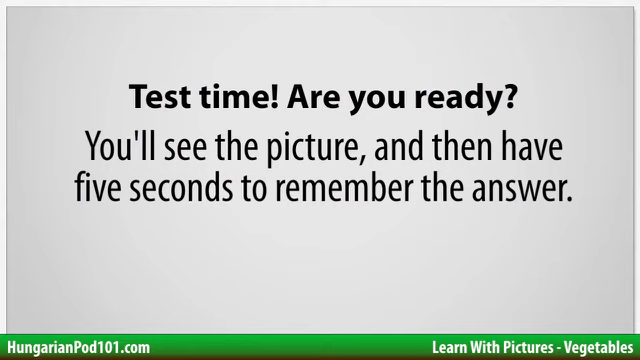 Test time! Are you ready?
You'll see the picture, and then have
five seconds to remember the answer.
HungarianPod101.com
Learn With Pictures - Vegetables